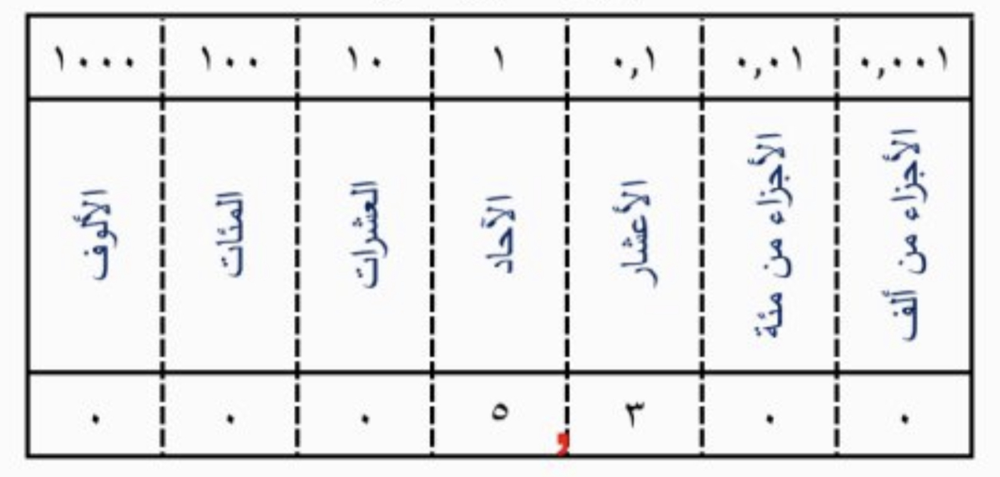 ١٠٠٠ ١٠٠ ١٠ ١ ٠,١ ٠,٠١ ٠,٠٠١
الألوف المئات العشرات الآحاد الأعشار الأجزاء من مئة الأجزاء من ألف
٠ ٠ ٠ ٥ , ٣ ٠ ٠